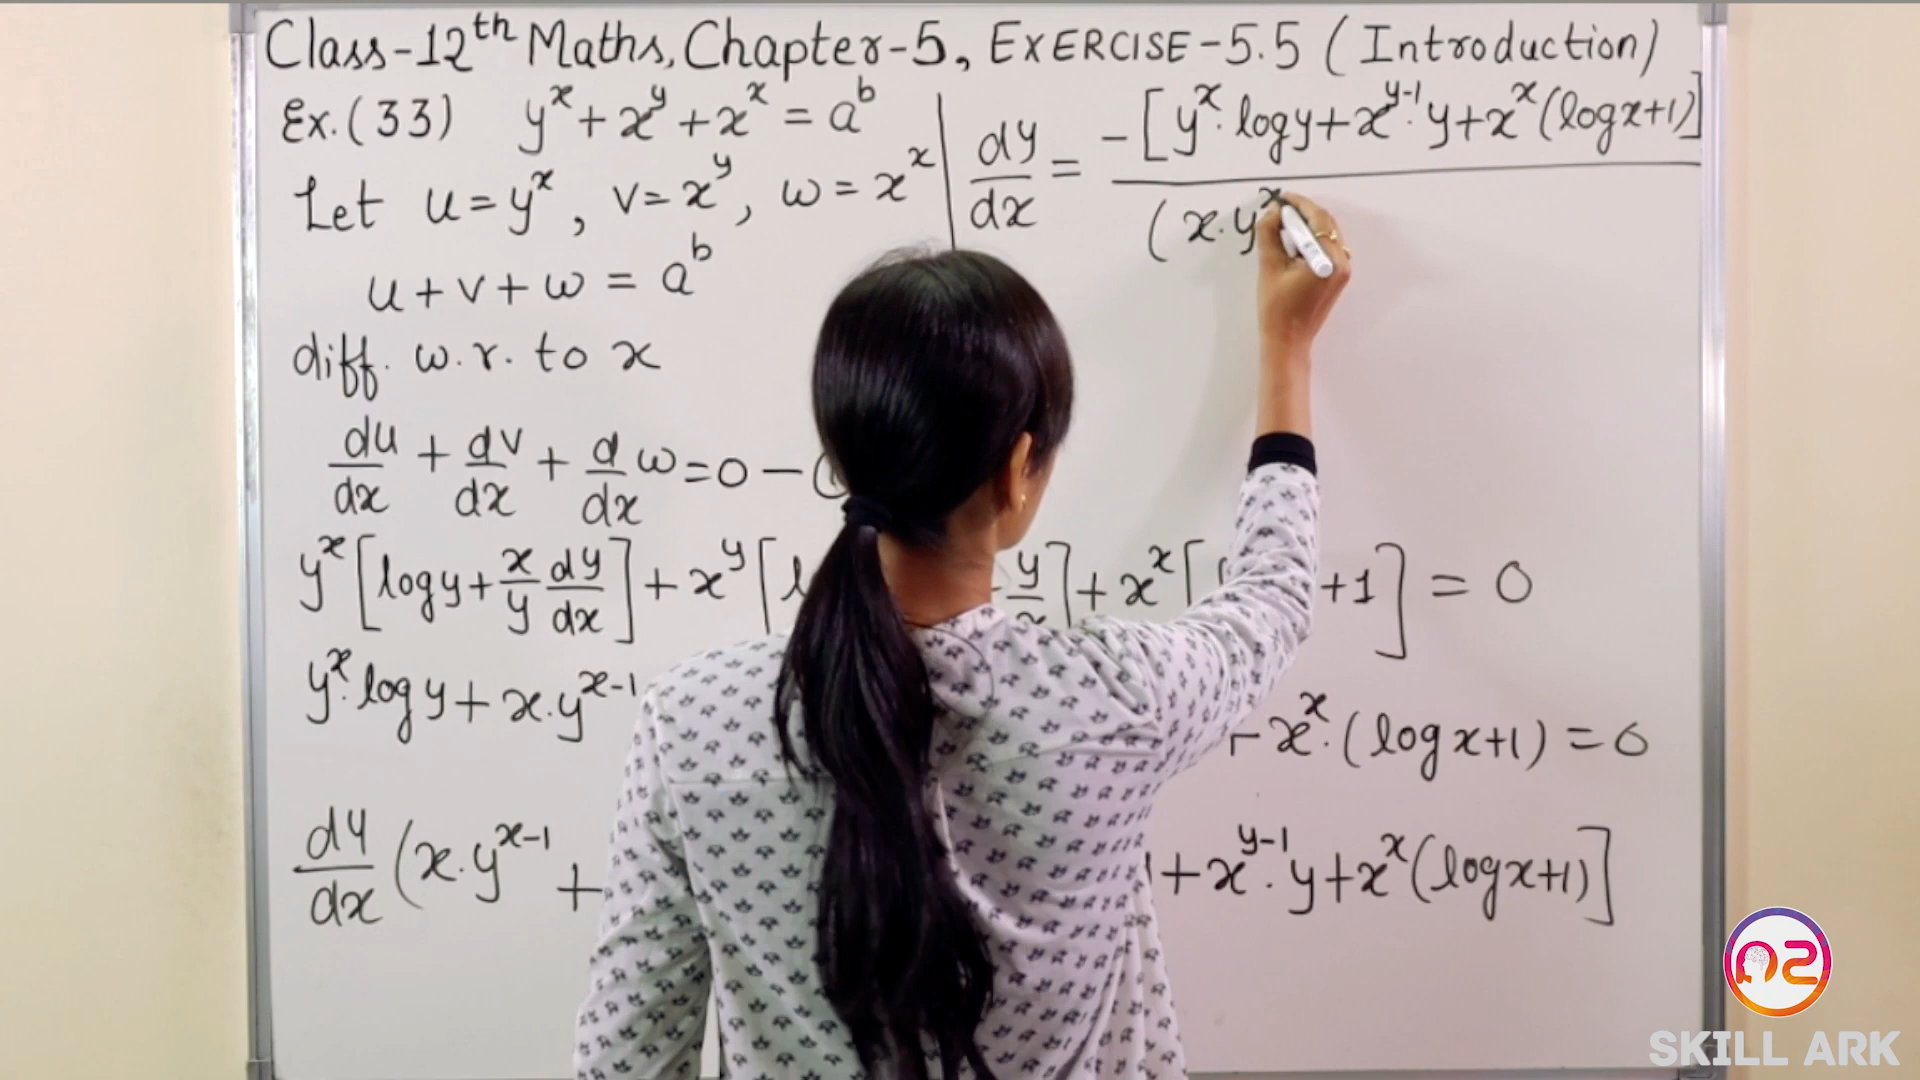 Class-12th Maths, Chapter-5, EXERCISE-5.5 (Introduction)
Ex.(33) y^x + x^y + x^x = a^b
Let u = y^x, v = x^y, w = x^x
u + v + w = a^b
diff. w.r. to x
du/dx + dv/dx + d/dx w = 0 – (
y^x [log y + x/y dy/dx] + x^y [ y/ ] + x^x [ +1] = 0
y^x . log y + x . y^(x-1) x^x . (log x+1) = 0
dy/dx (x . y^(x-1) + + x^(y-1) . y + x^x (log x+1)]
dy/dx = -[y^x . log y + x^(y-1) . y + x^x (log x+1)] / (x . y^x
SKILL ARK